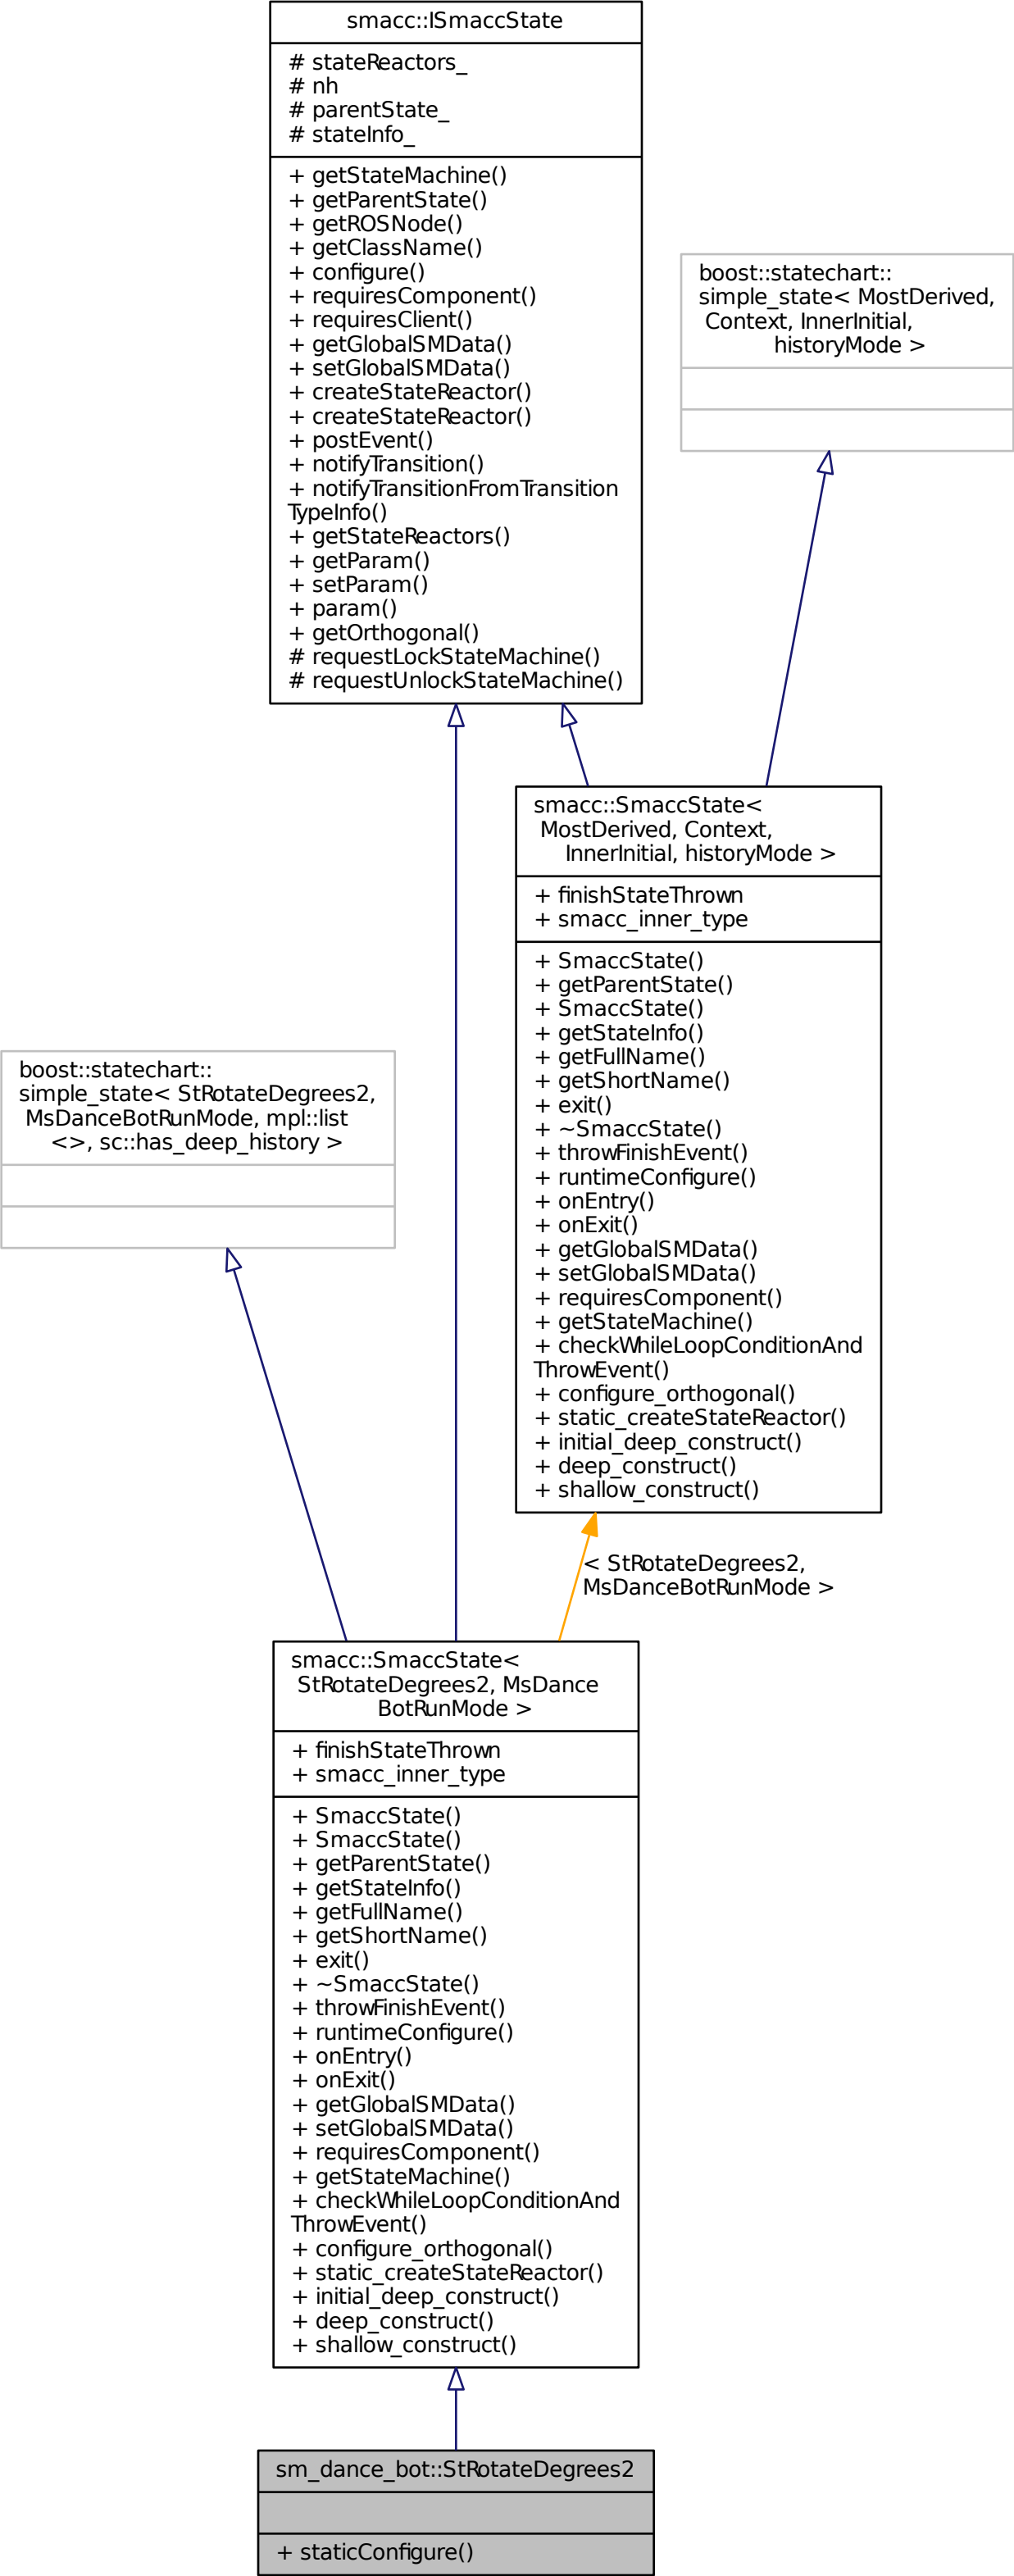 smacc::ISmaccState
# stateReactors_
# nh
# parentState_
# stateInfo_
+ getStateMachine()
+ getParentState()
+ getROSNode()
+ getClassName()
+ configure()
+ requiresComponent()
+ requiresClient()
+ getGlobalSMData()
+ setGlobalSMData()
+ createStateReactor()
+ createStateReactor()
+ postEvent()
+ notifyTransition()
+ notifyTransitionFromTransition
TypeInfo()
+ getStateReactors()
+ getParam()
+ setParam()
+ param()
+ getOrthogonal()
# requestLockStateMachine()
# requestUnlockStateMachine()
boost::statechart::
simple_state< MostDerived,
Context, InnerInitial,
historyMode >
smacc::SmaccState<
MostDerived, Context,
InnerInitial, historyMode >
+ finishStateThrown
+ smacc_inner_type
+ SmaccState()
+ getParentState()
+ SmaccState()
+ getStateInfo()
+ getFullName()
+ getShortName()
+ exit()
+ ~SmaccState()
+ throwFinishEvent()
+ runtimeConfigure()
+ onEntry()
+ onExit()
+ getGlobalSMData()
+ setGlobalSMData()
+ requiresComponent()
+ getStateMachine()
+ checkWhileLoopConditionAnd
ThrowEvent()
+ configure_orthogonal()
+ static_createStateReactor()
+ initial_deep_construct()
+ deep_construct()
+ shallow_construct()
boost::statechart::
simple_state< StRotateDegrees2,
MsDanceBotRunMode, mpl::list
<>, sc::has_deep_history >
< StRotateDegrees2,
MsDanceBotRunMode >
smacc::SmaccState<
StRotateDegrees2, MsDance
BotRunMode >
+ finishStateThrown
+ smacc_inner_type
+ SmaccState()
+ SmaccState()
+ getParentState()
+ getStateInfo()
+ getFullName()
+ getShortName()
+ exit()
+ ~SmaccState()
+ throwFinishEvent()
+ runtimeConfigure()
+ onEntry()
+ onExit()
+ getGlobalSMData()
+ setGlobalSMData()
+ requiresComponent()
+ getStateMachine()
+ checkWhileLoopConditionAnd
ThrowEvent()
+ configure_orthogonal()
+ static_createStateReactor()
+ initial_deep_construct()
+ deep_construct()
+ shallow_construct()
sm_dance_bot::StRotateDegrees2
+ staticConfigure()